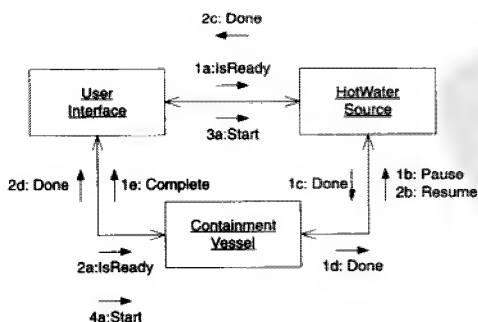 2c: Done
1a:IsReady
User
Interface
HotWater
Source
3a:Start
2d: Done
1e: Complete
1c: Done
1b: Pause
2b: Resume
Containment
Vessel
2a:IsReady
1d: Done
4a:Start